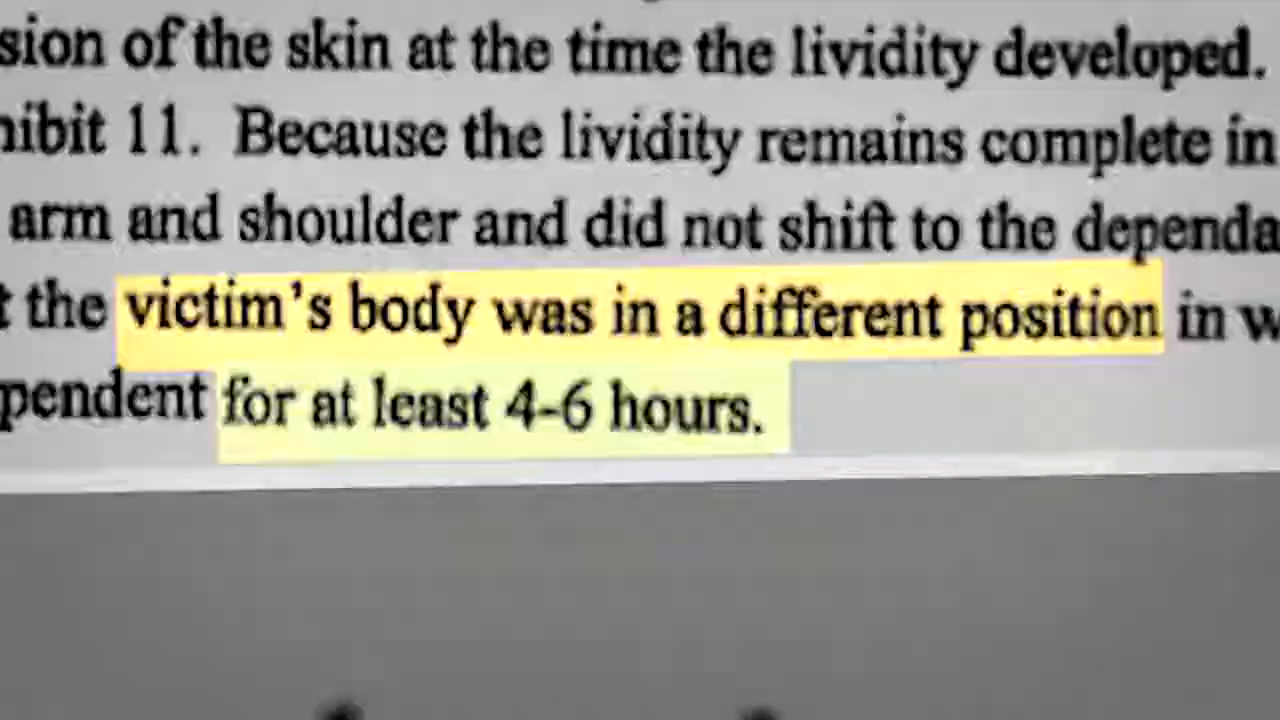 sion of the skin at the time the lividity developed.
hibit 11. Because the lividity remains complete in
arm and shoulder and did not shift to the dependa
t the victim's body was in a different position in w
pendent for at least 4-6 hours.